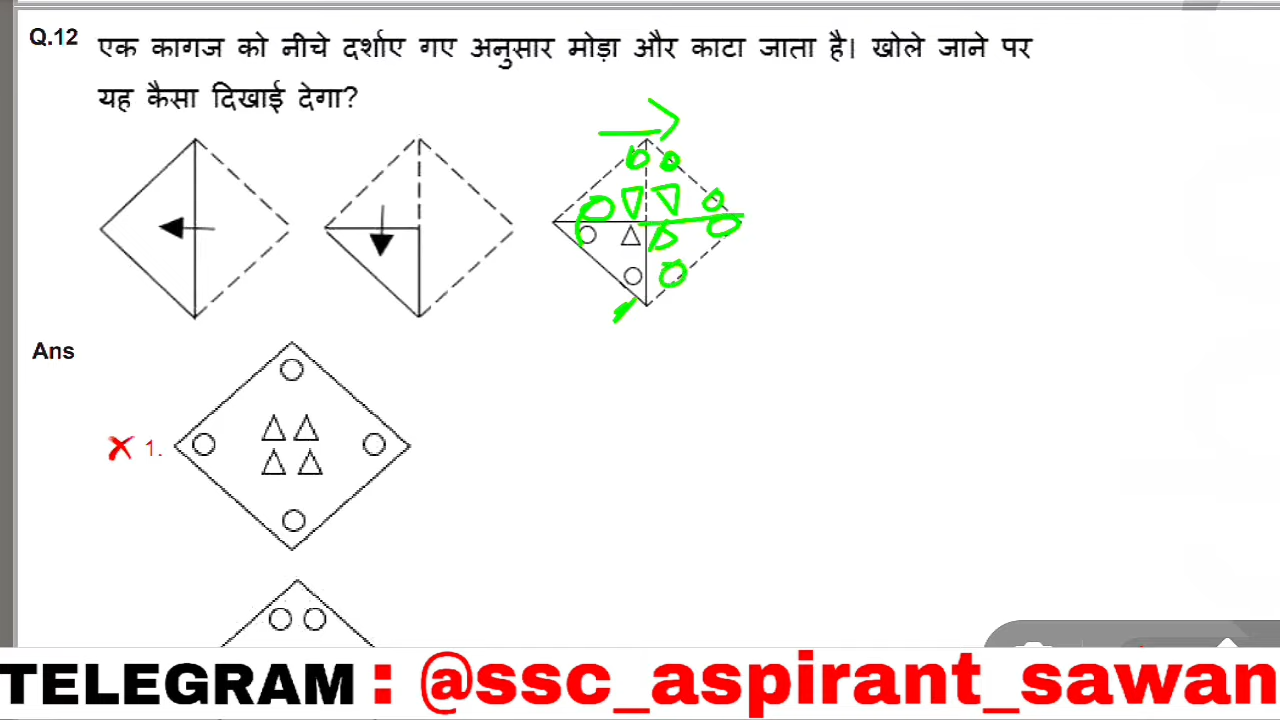 Q.12 एक कागज को नीचे दर्शाए गए अनुसार मोड़ा और काटा जाता है। खोले जाने पर
यह कैसा दिखाई देगा?
Ans
1.
TELEGRAM : @ssc_aspirant_sawan